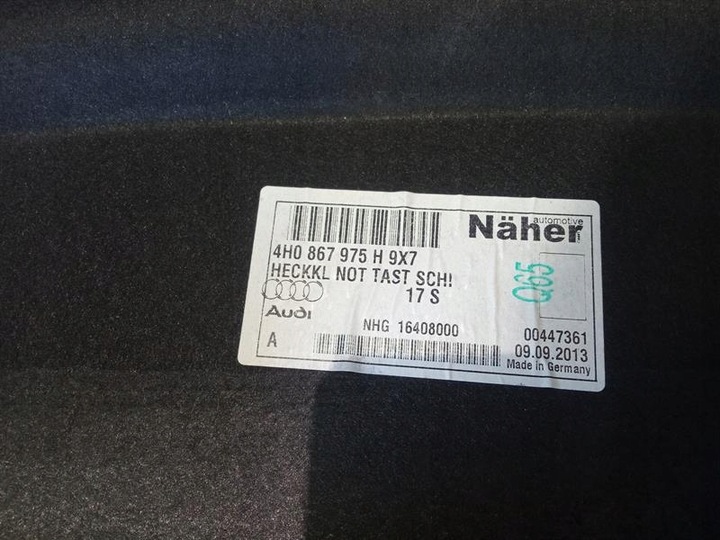 automotive
Näher
4H0 867 975 H 9X7
HECKKL NOT TAST SCH!
17 S
Q65
Audi
NHG 16408000
00447361
A
09.09.2013
Made in Germany